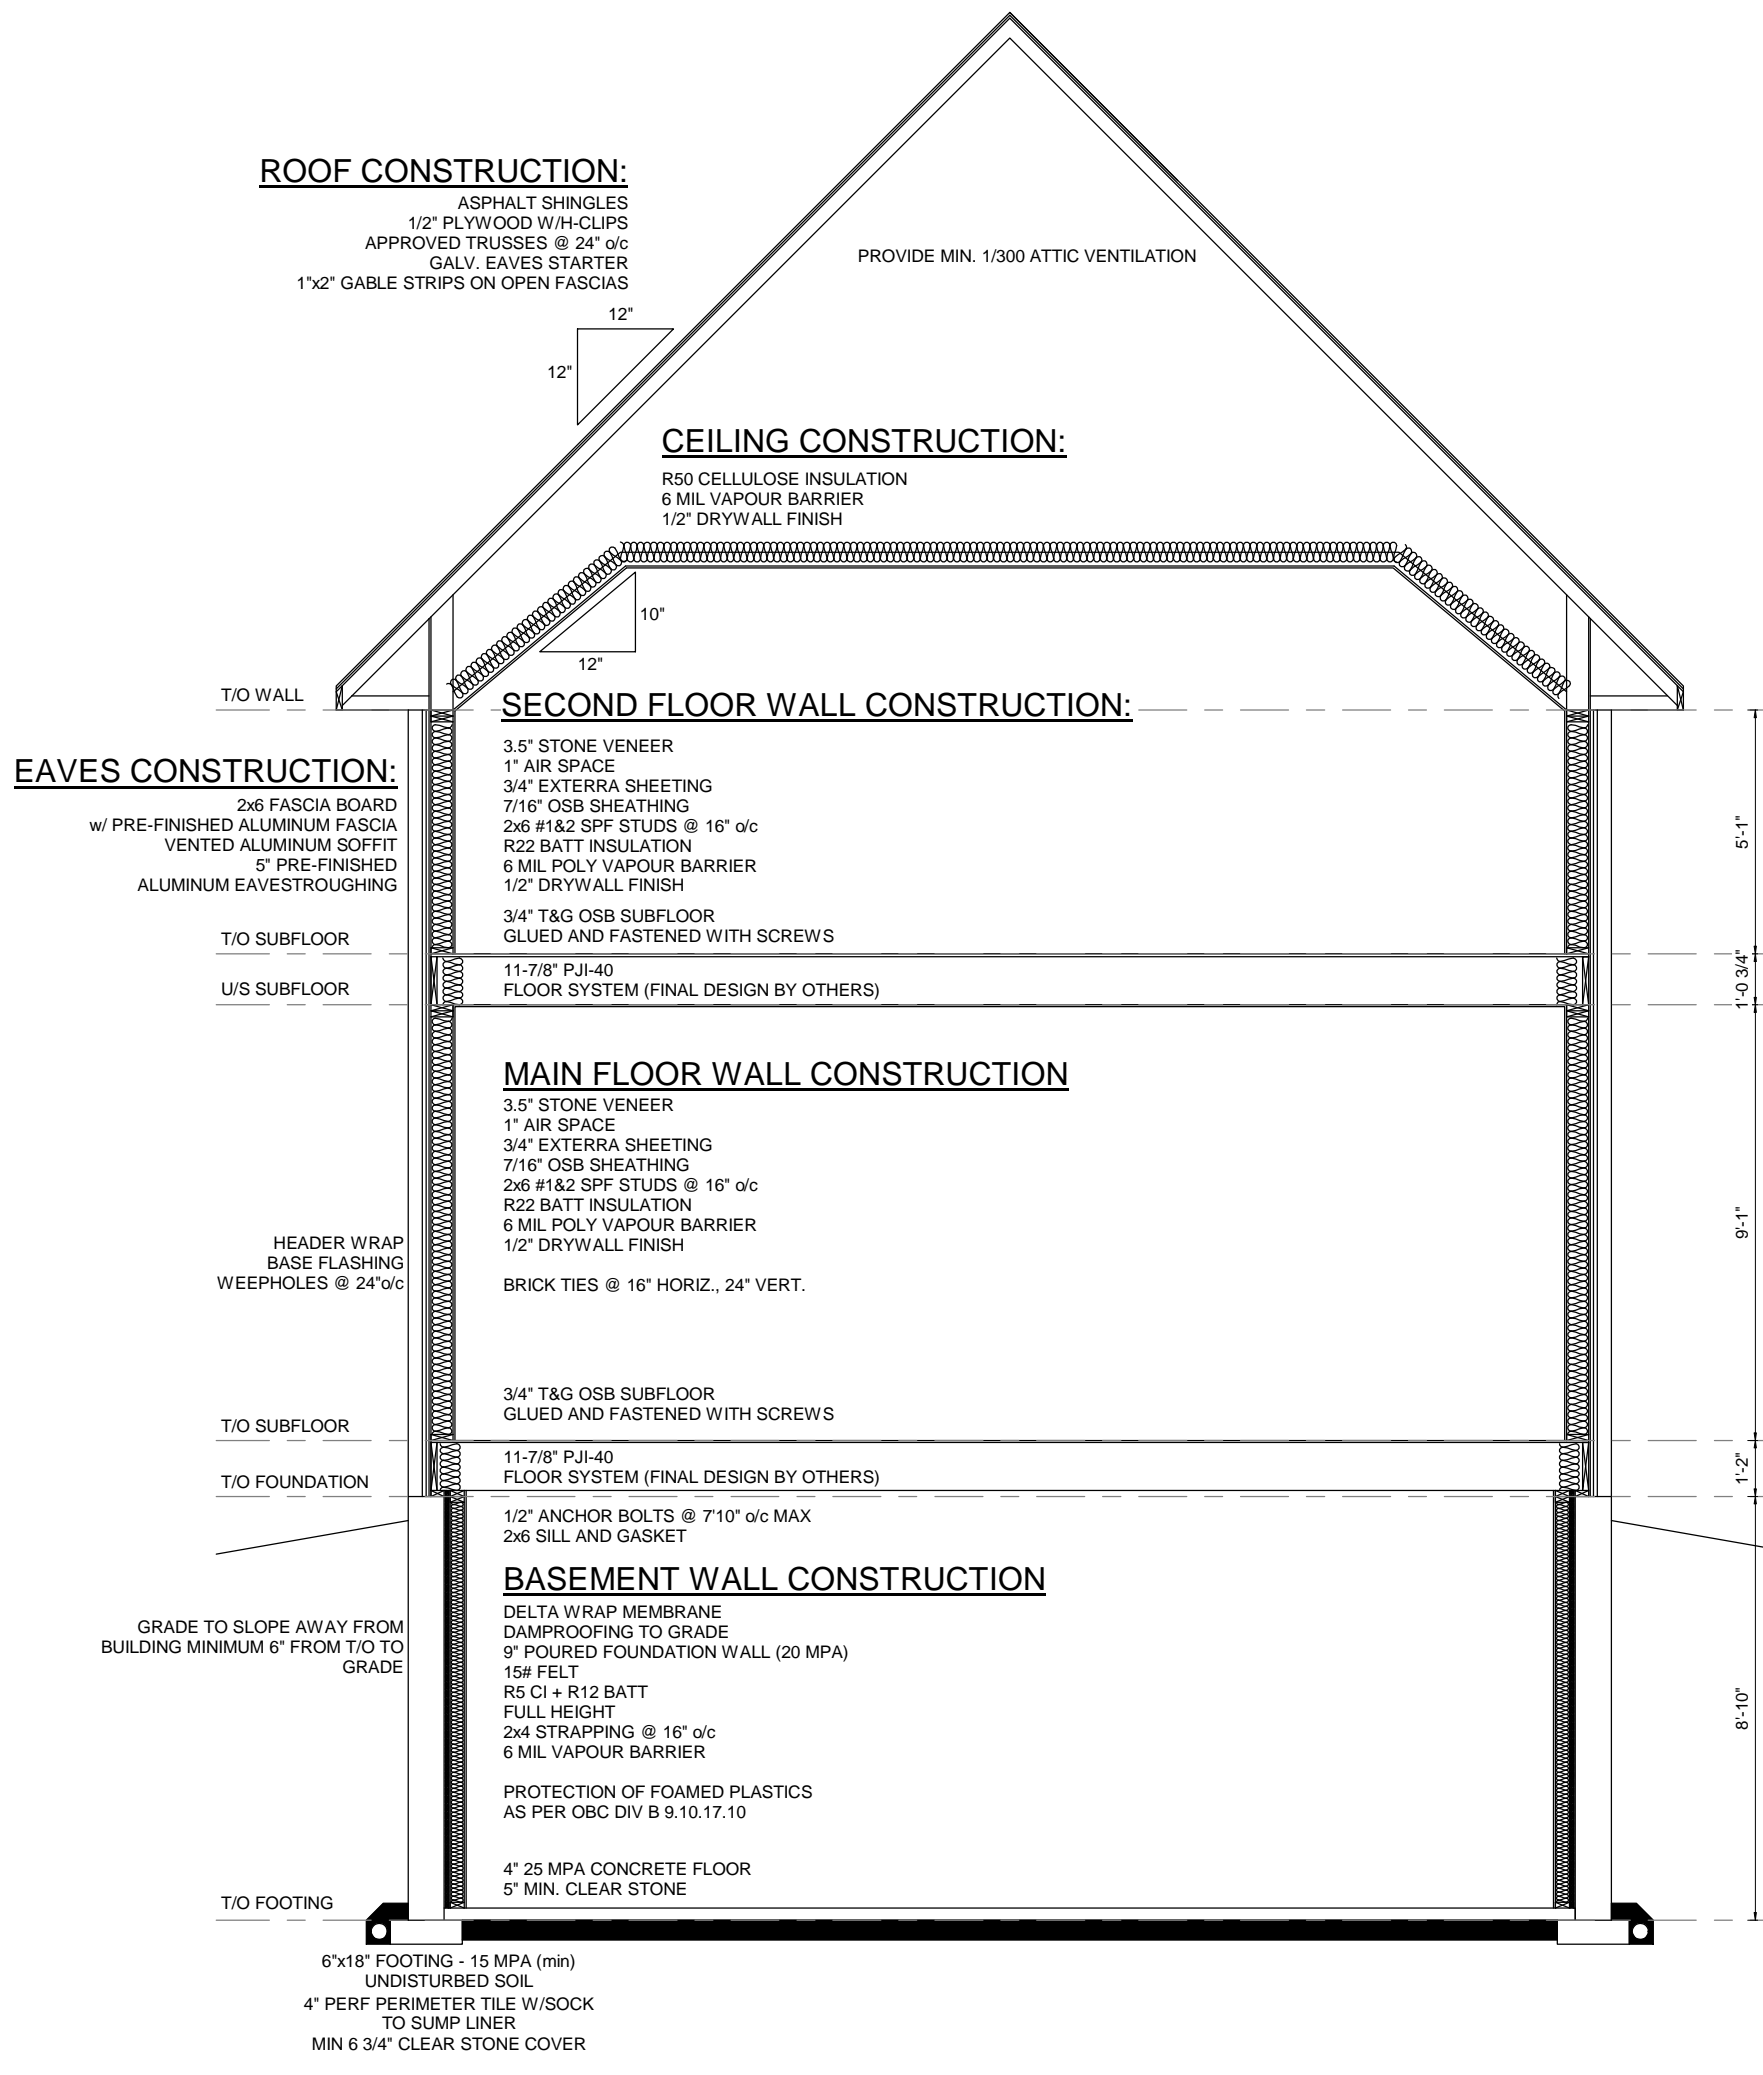 ROOF CONSTRUCTION:
ASPHALT SHINGLES
1/2" PLYWOOD W/H-CLIPS
APPROVED TRUSSES @ 24" o/c
GALV. EAVES STARTER
1"x2" GABLE STRIPS ON OPEN FASCIAS
12"
12"
PROVIDE MIN. 1/300 ATTIC VENTILATION
CEILING CONSTRUCTION:
R50 CELLULOSE INSULATION
6 MIL VAPOUR BARRIER
1/2" DRYWALL FINISH
10"
12"
T/O WALL
SECOND FLOOR WALL CONSTRUCTION:
3.5" STONE VENEER
1" AIR SPACE
3/4" EXTERRA SHEETING
7/16" OSB SHEATHING
2x6 #1&2 SPF STUDS @ 16" o/c
R22 BATT INSULATION
6 MIL POLY VAPOUR BARRIER
1/2" DRYWALL FINISH
3/4" T&G OSB SUBFLOOR
GLUED AND FASTENED WITH SCREWS
EAVES CONSTRUCTION:
2x6 FASCIA BOARD
w/ PRE-FINISHED ALUMINUM FASCIA
VENTED ALUMINUM SOFFIT
5" PRE-FINISHED
ALUMINUM EAVESTROUGHING
5'-1"
T/O SUBFLOOR
11-7/8" PJI-40
FLOOR SYSTEM (FINAL DESIGN BY OTHERS)
U/S SUBFLOOR
1'-0 3/4"
MAIN FLOOR WALL CONSTRUCTION
3.5" STONE VENEER
1" AIR SPACE
3/4" EXTERRA SHEETING
7/16" OSB SHEATHING
2x6 #1&2 SPF STUDS @ 16" o/c
R22 BATT INSULATION
6 MIL POLY VAPOUR BARRIER
1/2" DRYWALL FINISH
BRICK TIES @ 16" HORIZ., 24" VERT.
HEADER WRAP
BASE FLASHING
WEEPHOLES @ 24"o/c
9'-1"
3/4" T&G OSB SUBFLOOR
GLUED AND FASTENED WITH SCREWS
T/O SUBFLOOR
11-7/8" PJI-40
FLOOR SYSTEM (FINAL DESIGN BY OTHERS)
T/O FOUNDATION
1'-2"
1/2" ANCHOR BOLTS @ 7'10" o/c MAX
2x6 SILL AND GASKET
BASEMENT WALL CONSTRUCTION
DELTA WRAP MEMBRANE
DAMPROOFING TO GRADE
9" POURED FOUNDATION WALL (20 MPA)
15# FELT
R5 CI + R12 BATT
FULL HEIGHT
2x4 STRAPPING @ 16" o/c
6 MIL VAPOUR BARRIER
PROTECTION OF FOAMED PLASTICS
AS PER OBC DIV B 9.10.17.10
GRADE TO SLOPE AWAY FROM
BUILDING MINIMUM 6" FROM T/O TO
GRADE
8'-10"
4" 25 MPA CONCRETE FLOOR
5" MIN. CLEAR STONE
T/O FOOTING
6"x18" FOOTING - 15 MPA (min)
UNDISTURBED SOIL
4" PERF PERIMETER TILE W/SOCK
TO SUMP LINER
MIN 6 3/4" CLEAR STONE COVER